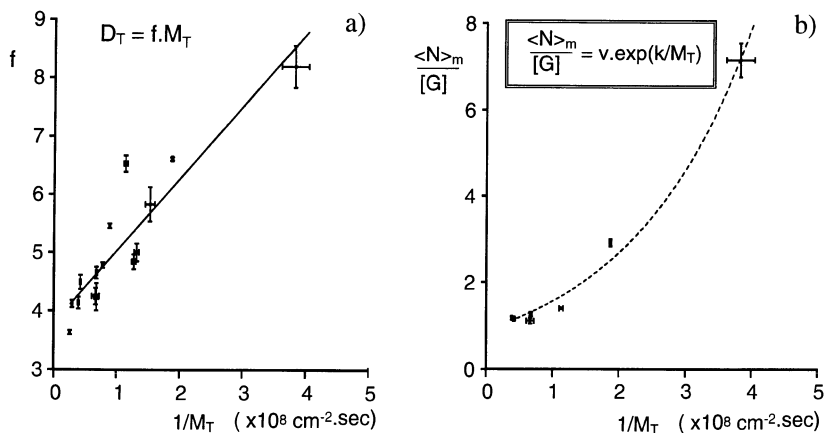 a)
D_T = f.M_T
f
9
8
7
6
5
4
3
0 1 2 3 4 5
1/M_T ( x10⁸ cm⁻².sec)
b)
<N>_m
[G]
<N>_m / [G] = v.exp(k/M_T)
8
6
4
2
0
0 1 2 3 4 5
1/M_T ( x10⁸ cm⁻².sec)